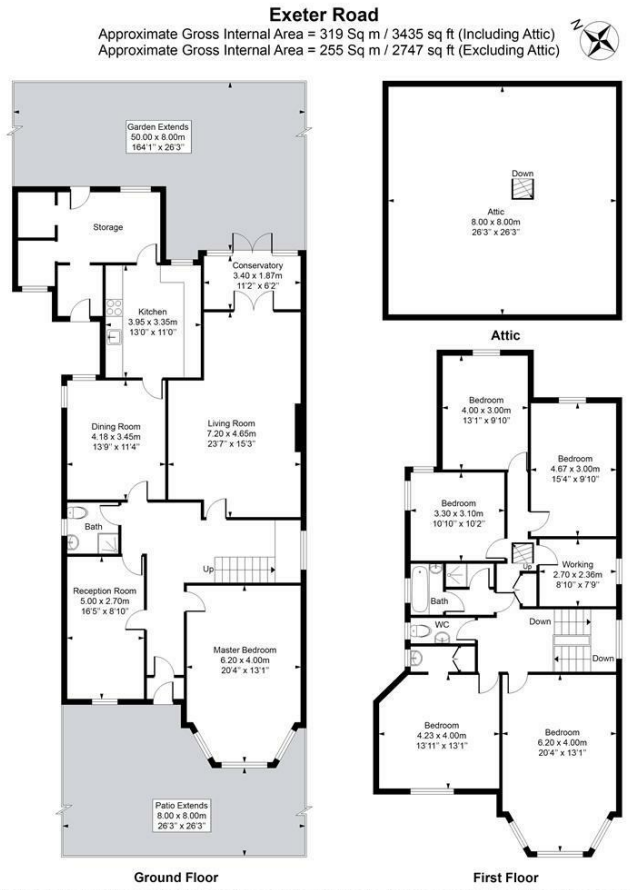 Exeter Road
Approximate Gross Internal Area = 319 Sq m / 3435 sq ft (Including Attic)
Approximate Gross Internal Area = 255 Sq m / 2747 sq ft (Excluding Attic)
N
Garden Extends
50.00 x 8.00m
164'1" x 26'3"
Storage
Conservatory
3.40 x 1.87m
11'2" x 6'2"
Kitchen
3.95 x 3.35m
13'0" x 11'0"
Dining Room
4.18 x 3.45m
13'9" x 11'4"
Living Room
7.20 x 4.65m
23'7" x 15'3"
Bath
Up
Reception Room
5.00 x 2.70m
16'5" x 8'10"
Master Bedroom
6.20 x 4.00m
20'4" x 13'1"
Patio Extends
8.00 x 8.00m
26'3" x 26'3"
Ground Floor
Down
Attic
8.00 x 8.00m
26'3" x 26'3"
Attic
Bedroom
4.00 x 3.00m
13'1" x 9'10"
Bedroom
4.67 x 3.00m
15'4" x 9'10"
Bedroom
3.30 x 3.10m
10'10" x 10'2"
Up
Working
2.70 x 2.36m
8'10" x 7'9"
Bath
WC
Down
Down
Bedroom
4.23 x 4.00m
13'11" x 13'1"
Bedroom
6.20 x 4.00m
20'4" x 13'1"
First Floor